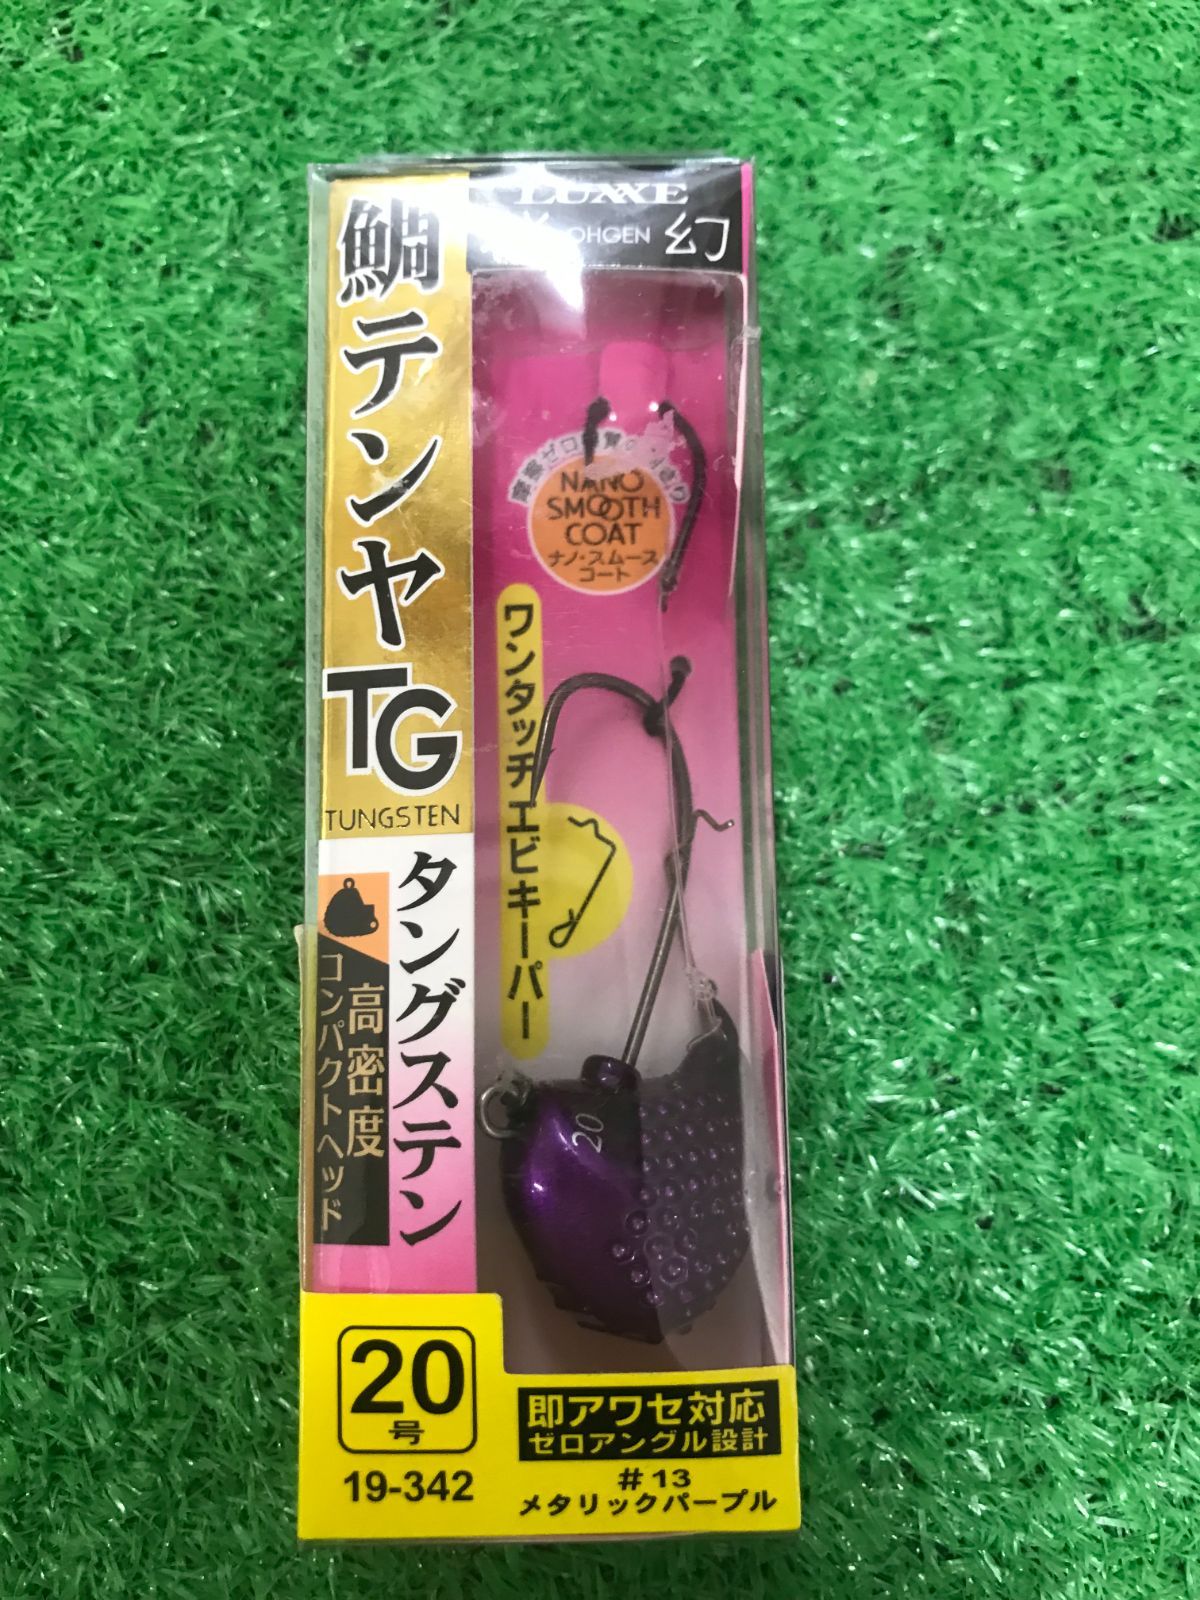 LUXXE
OHGEN 幻
鯛テンヤ
TG
TUNGSTEN
タングステン
高密度
コンパクトヘッド
NANO
SMOOTH
COAT
ナノ・スムース
コート
ワンタッチエビキーパー
20
20
号
19-342
即アワセ対応
ゼロアングル設計
#13
メタリックパープル